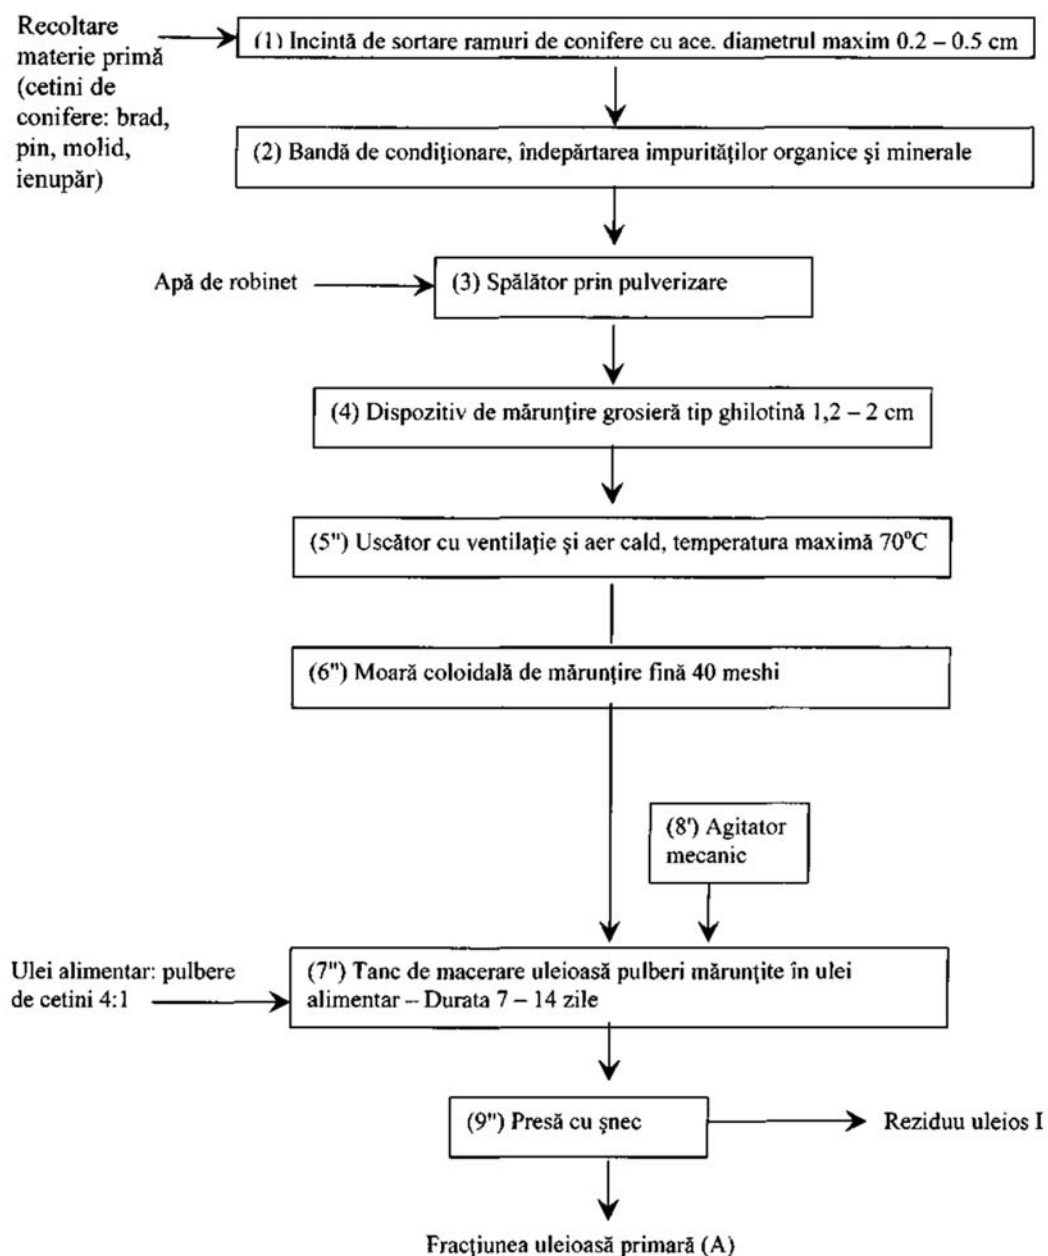 Recoltare
materie primă
(cetini de
conifere: brad,
pin, molid,
ienupăr)
(1) Incintă de sortare ramuri de conifere cu ace. diametrul maxim 0.2 – 0.5 cm
(2) Bandă de condiţionare, îndepărtarea impurităţilor organice şi minerale
Apă de robinet
(3) Spălător prin pulverizare
(4) Dispozitiv de mărunţire grosieră tip ghilotină 1,2 – 2 cm
(5") Uscător cu ventilaţie şi aer cald, temperatura maximă 70°C
(6") Moară coloidală de mărunţire fină 40 meshi
(8') Agitator
mecanic
Ulei alimentar: pulbere
de cetini 4:1
(7") Tanc de macerare uleioasă pulberi mărunţite în ulei
alimentar – Durata 7 – 14 zile
(9") Presă cu şnec
Reziduu uleios I
Fracţiunea uleioasă primară (A)